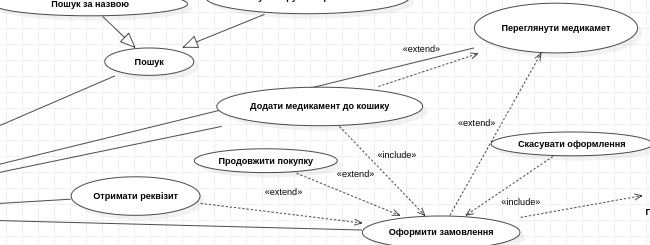 Пошук за назвою
«extend»
Переглянути медикамет
Пошук
Додати медикамент до кошику
«extend»
Скасувати оформлення
«include»
Продовжити покупку
«extend»
«extend»
Отримати реквізит
«include»
Оформити замовлення